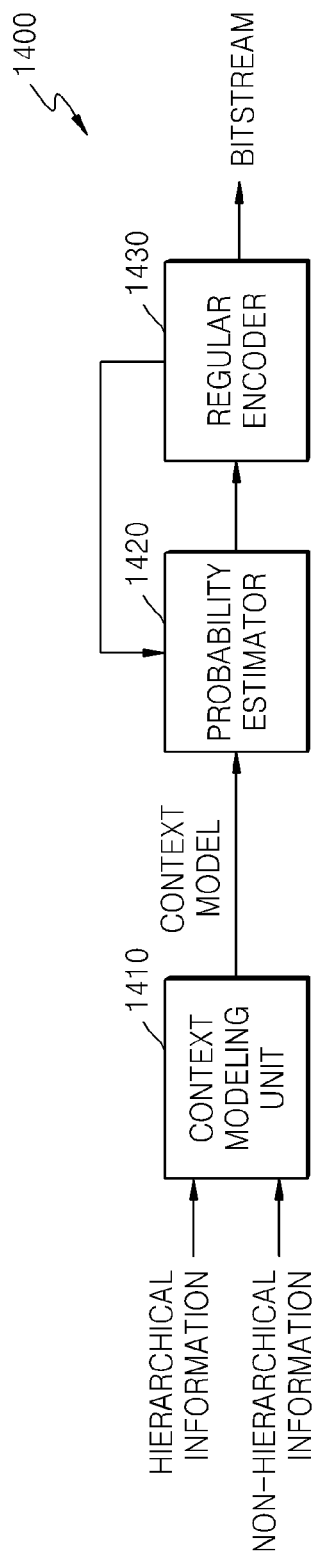 1400
HIERARCHICAL
INFORMATION
NON-HIERARCHICAL
INFORMATION
1410
CONTEXT
MODELING
UNIT
CONTEXT
MODEL
1420
PROBABILITY
ESTIMATOR
1430
REGULAR
ENCODER
BITSTREAM